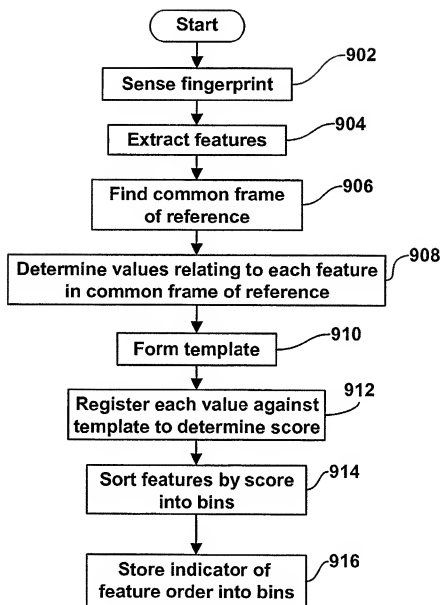 Start
902
Sense fingerprint
904
Extract features
906
Find common frame
of reference
908
Determine values relating to each feature
in common frame of reference
910
Form template
912
Register each value against
template to determine score
914
Sort features by score
into bins
916
Store indicator of
feature order into bins